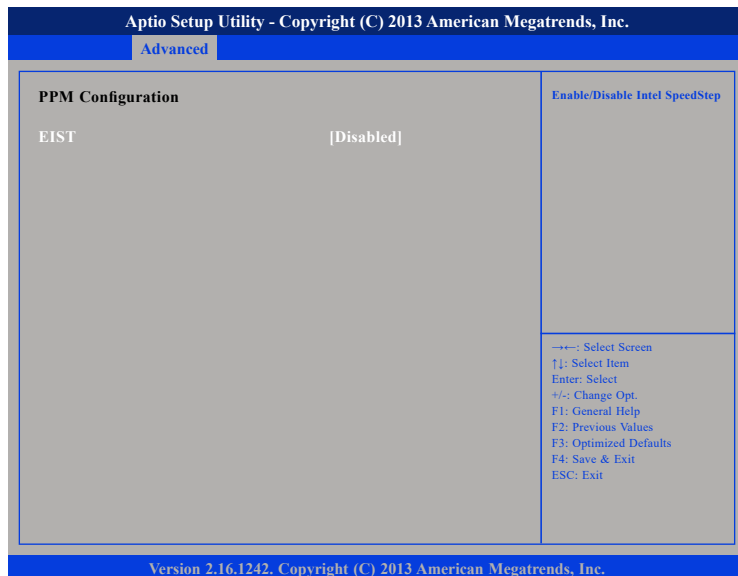 Aptio Setup Utility - Copyright (C) 2013 American Megatrends, Inc.
Advanced
PPM Configuration
EIST [Disabled]
Enable/Disable Intel SpeedStep
→←: Select Screen
↑↓: Select Item
Enter: Select
+/-: Change Opt.
F1: General Help
F2: Previous Values
F3: Optimized Defaults
F4: Save & Exit
ESC: Exit
Version 2.16.1242. Copyright (C) 2013 American Megatrends, Inc.